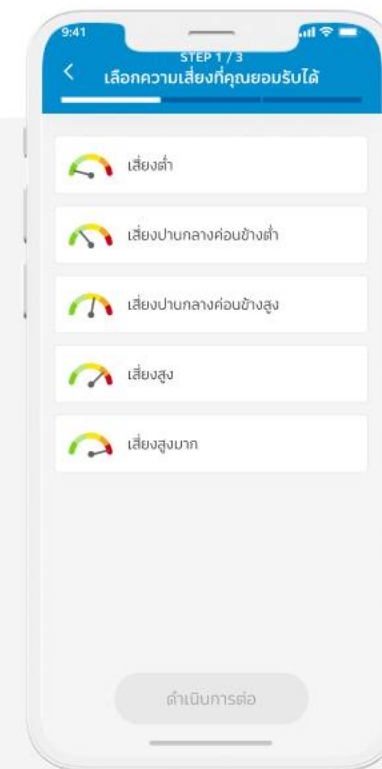 9:41
STEP 1 / 3
เลือกความเสี่ยงที่คุณยอมรับได้
เสี่ยงต่ำ
เสี่ยงปานกลางค่อนข้างต่ำ
เสี่ยงปานกลางค่อนข้างสูง
เสี่ยงสูง
เสี่ยงสูงมาก
ดำเนินการต่อ